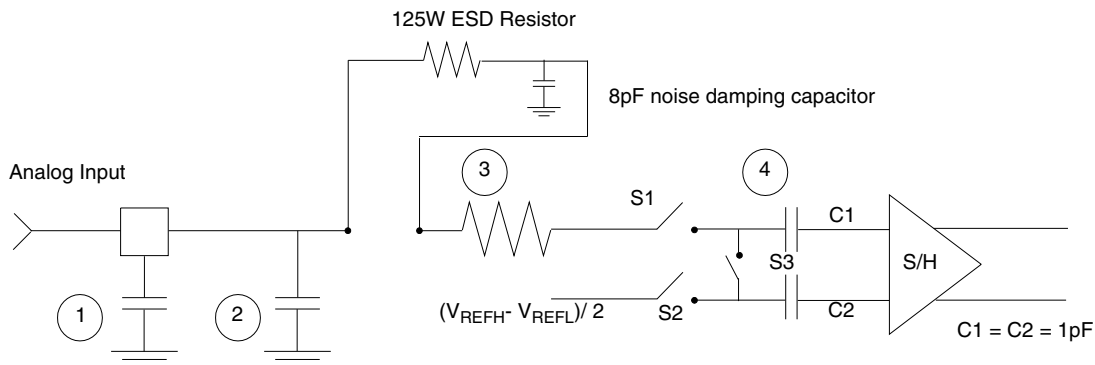 125W ESD Resistor
8pF noise damping capacitor
Analog Input
3
4
S1
C1
S3
S/H
1
2
(VREFH- VREFL)/ 2
S2
C2
C1 = C2 = 1pF